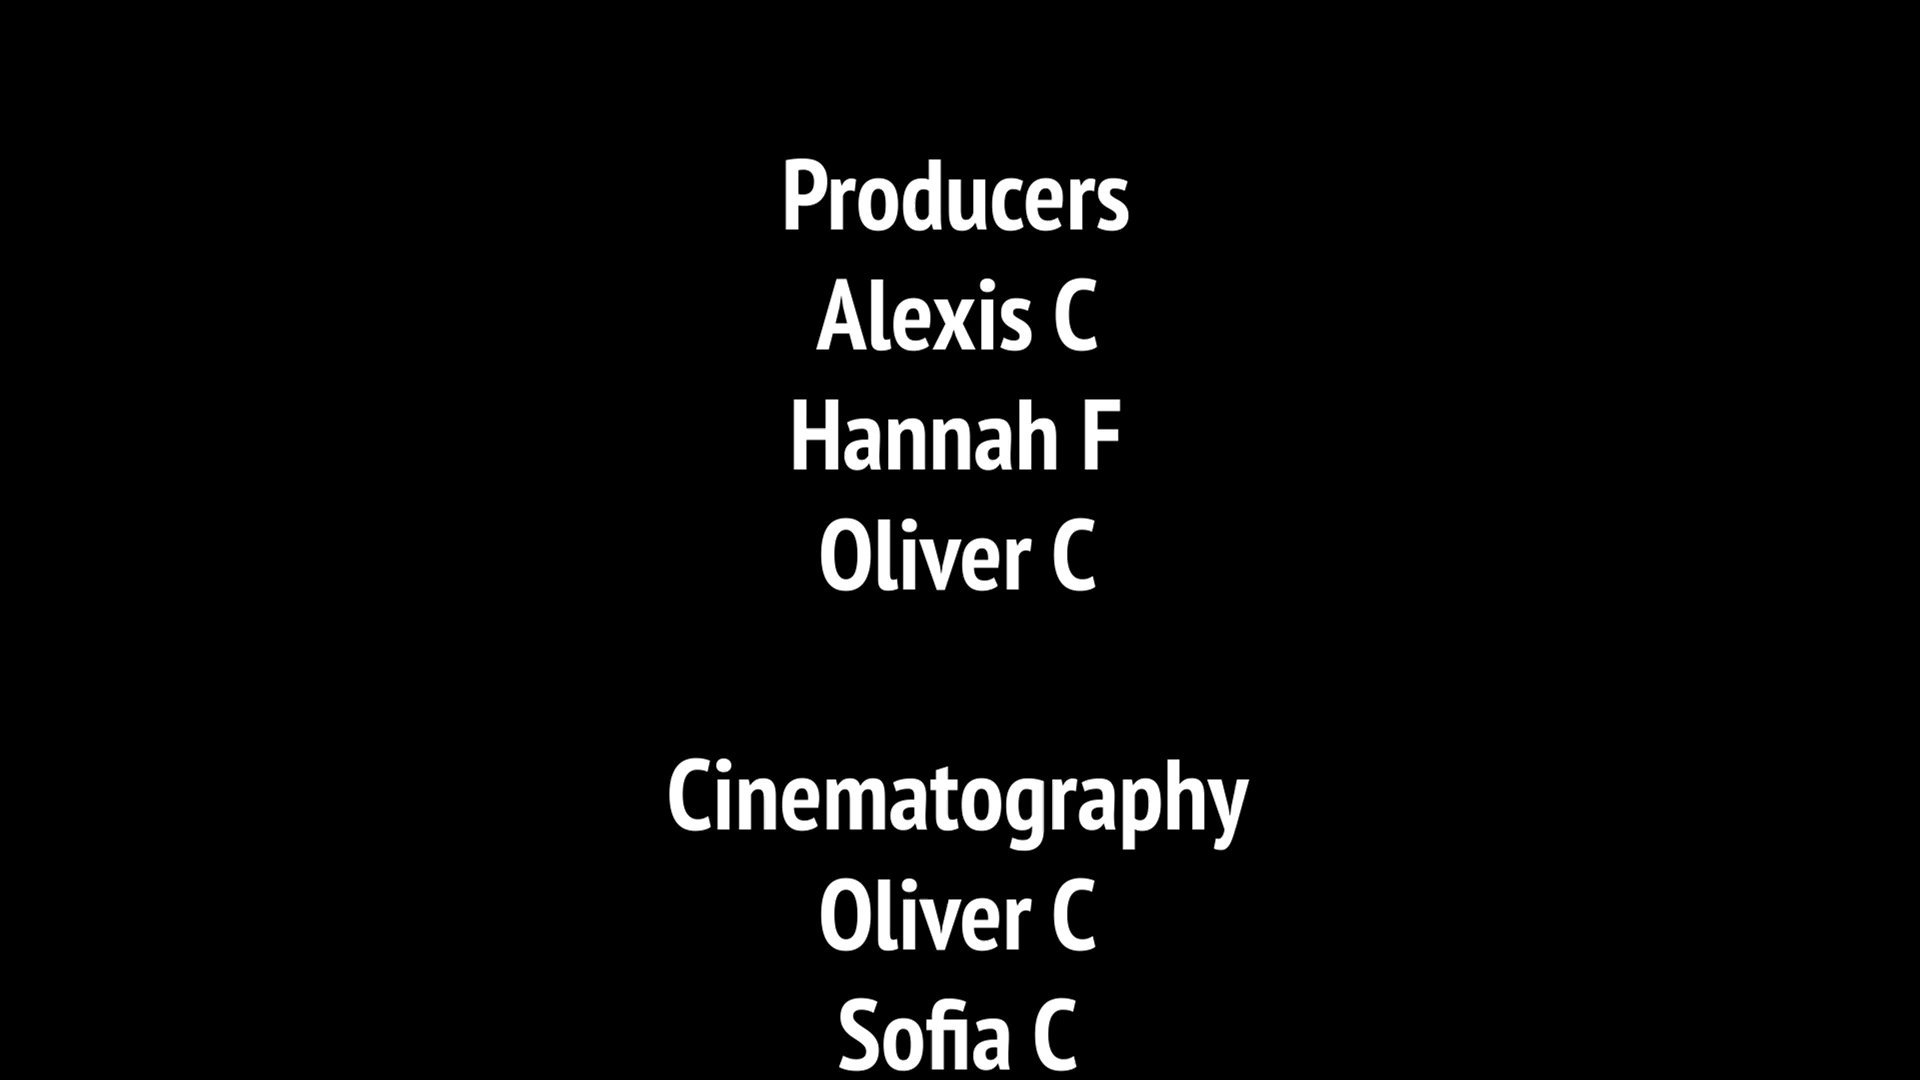 Producers
Alexis C
Hannah F
Oliver C
Cinematography
Oliver C
Sofia C